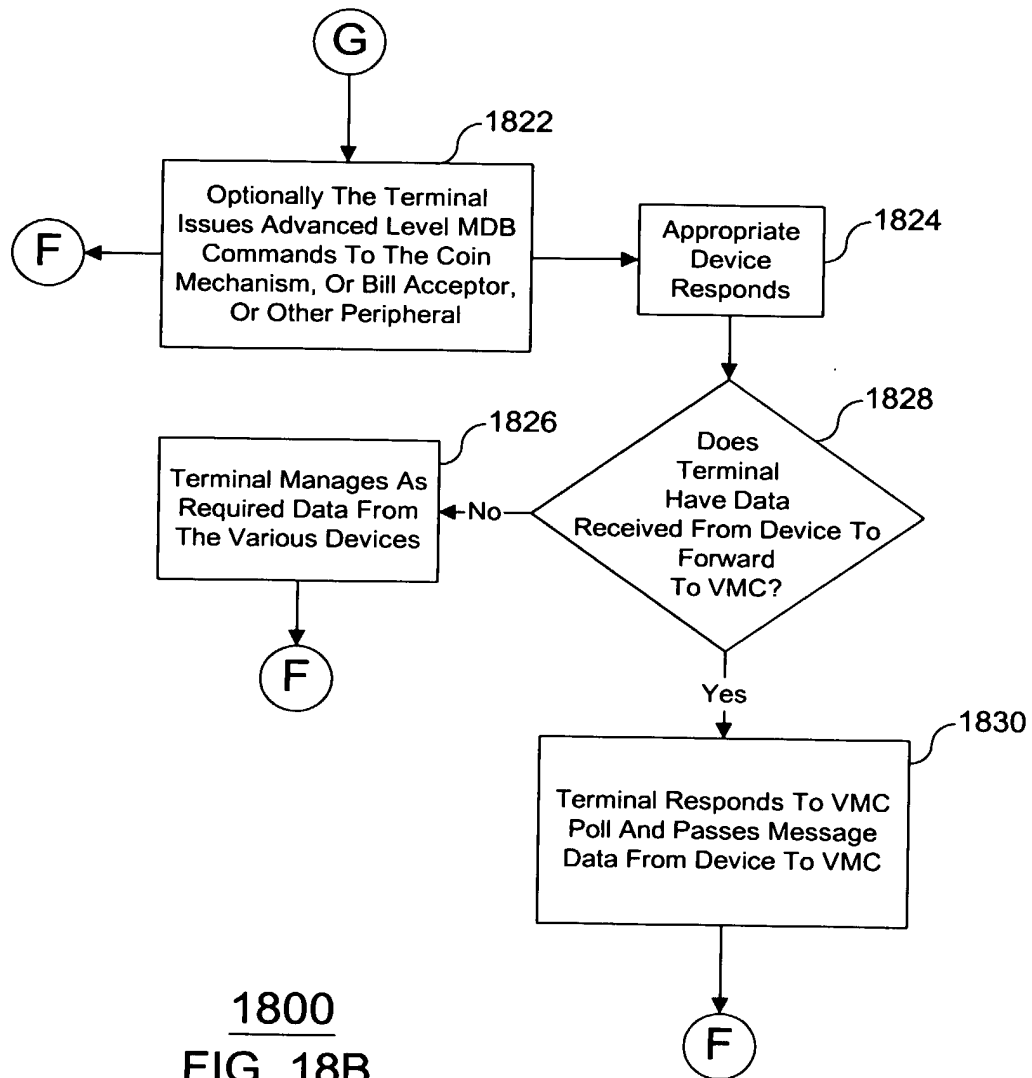 G
1822
Optionally The Terminal
Issues Advanced Level MDB
Commands To The Coin
Mechanism, Or Bill Acceptor,
Or Other Peripheral
F
1824
Appropriate
Device
Responds
1828
Does
Terminal
Have Data
Received From Device To
Forward
To VMC?
No
1826
Terminal Manages As
Required Data From
The Various Devices
F
Yes
1830
Terminal Responds To VMC
Poll And Passes Message
Data From Device To VMC
F
1800
FIG. 18B